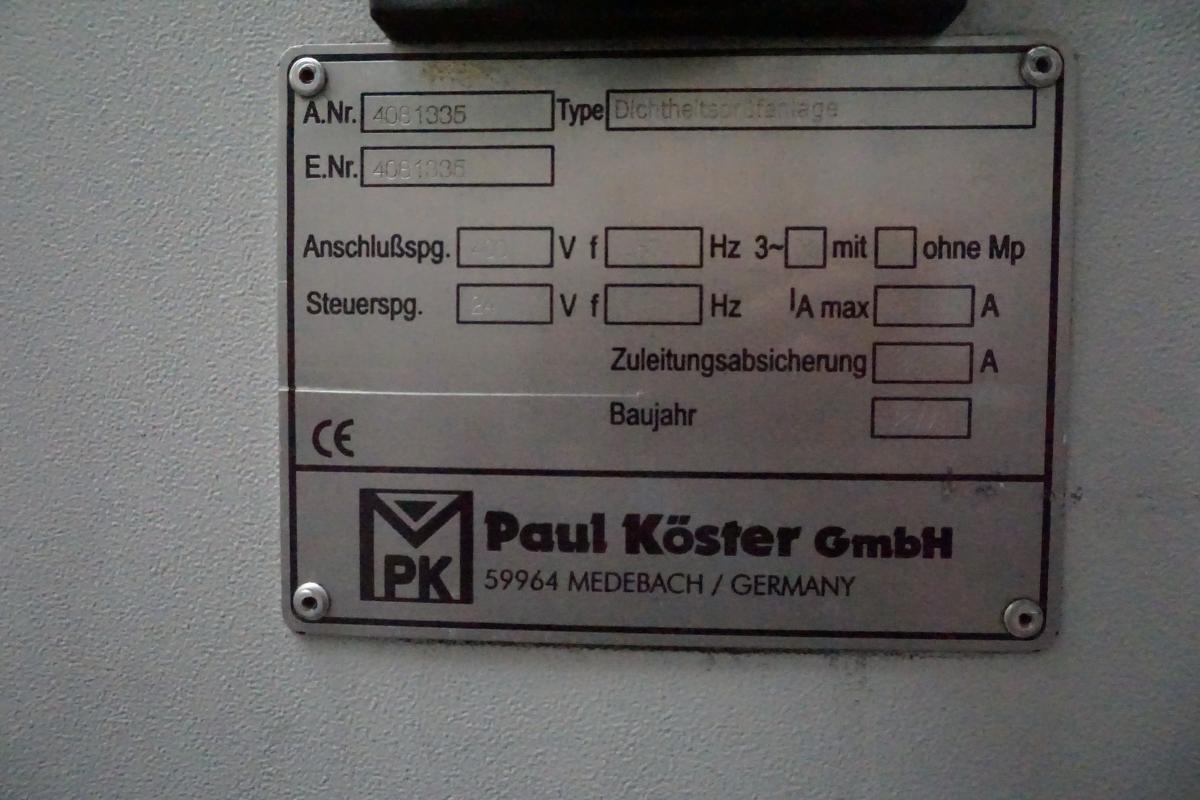 A.Nr. 4081335 Type Dichtheitsprüfanlage
E.Nr. 4081335
Anschlußspg. 400 V f Hz 3~ mit ohne Mp
Steuerspg. 24 V f Hz IA max A
Zuleitungsabsicherung A
Baujahr
CE
PK
Paul Köster GmbH
59964 MEDEBACH / GERMANY